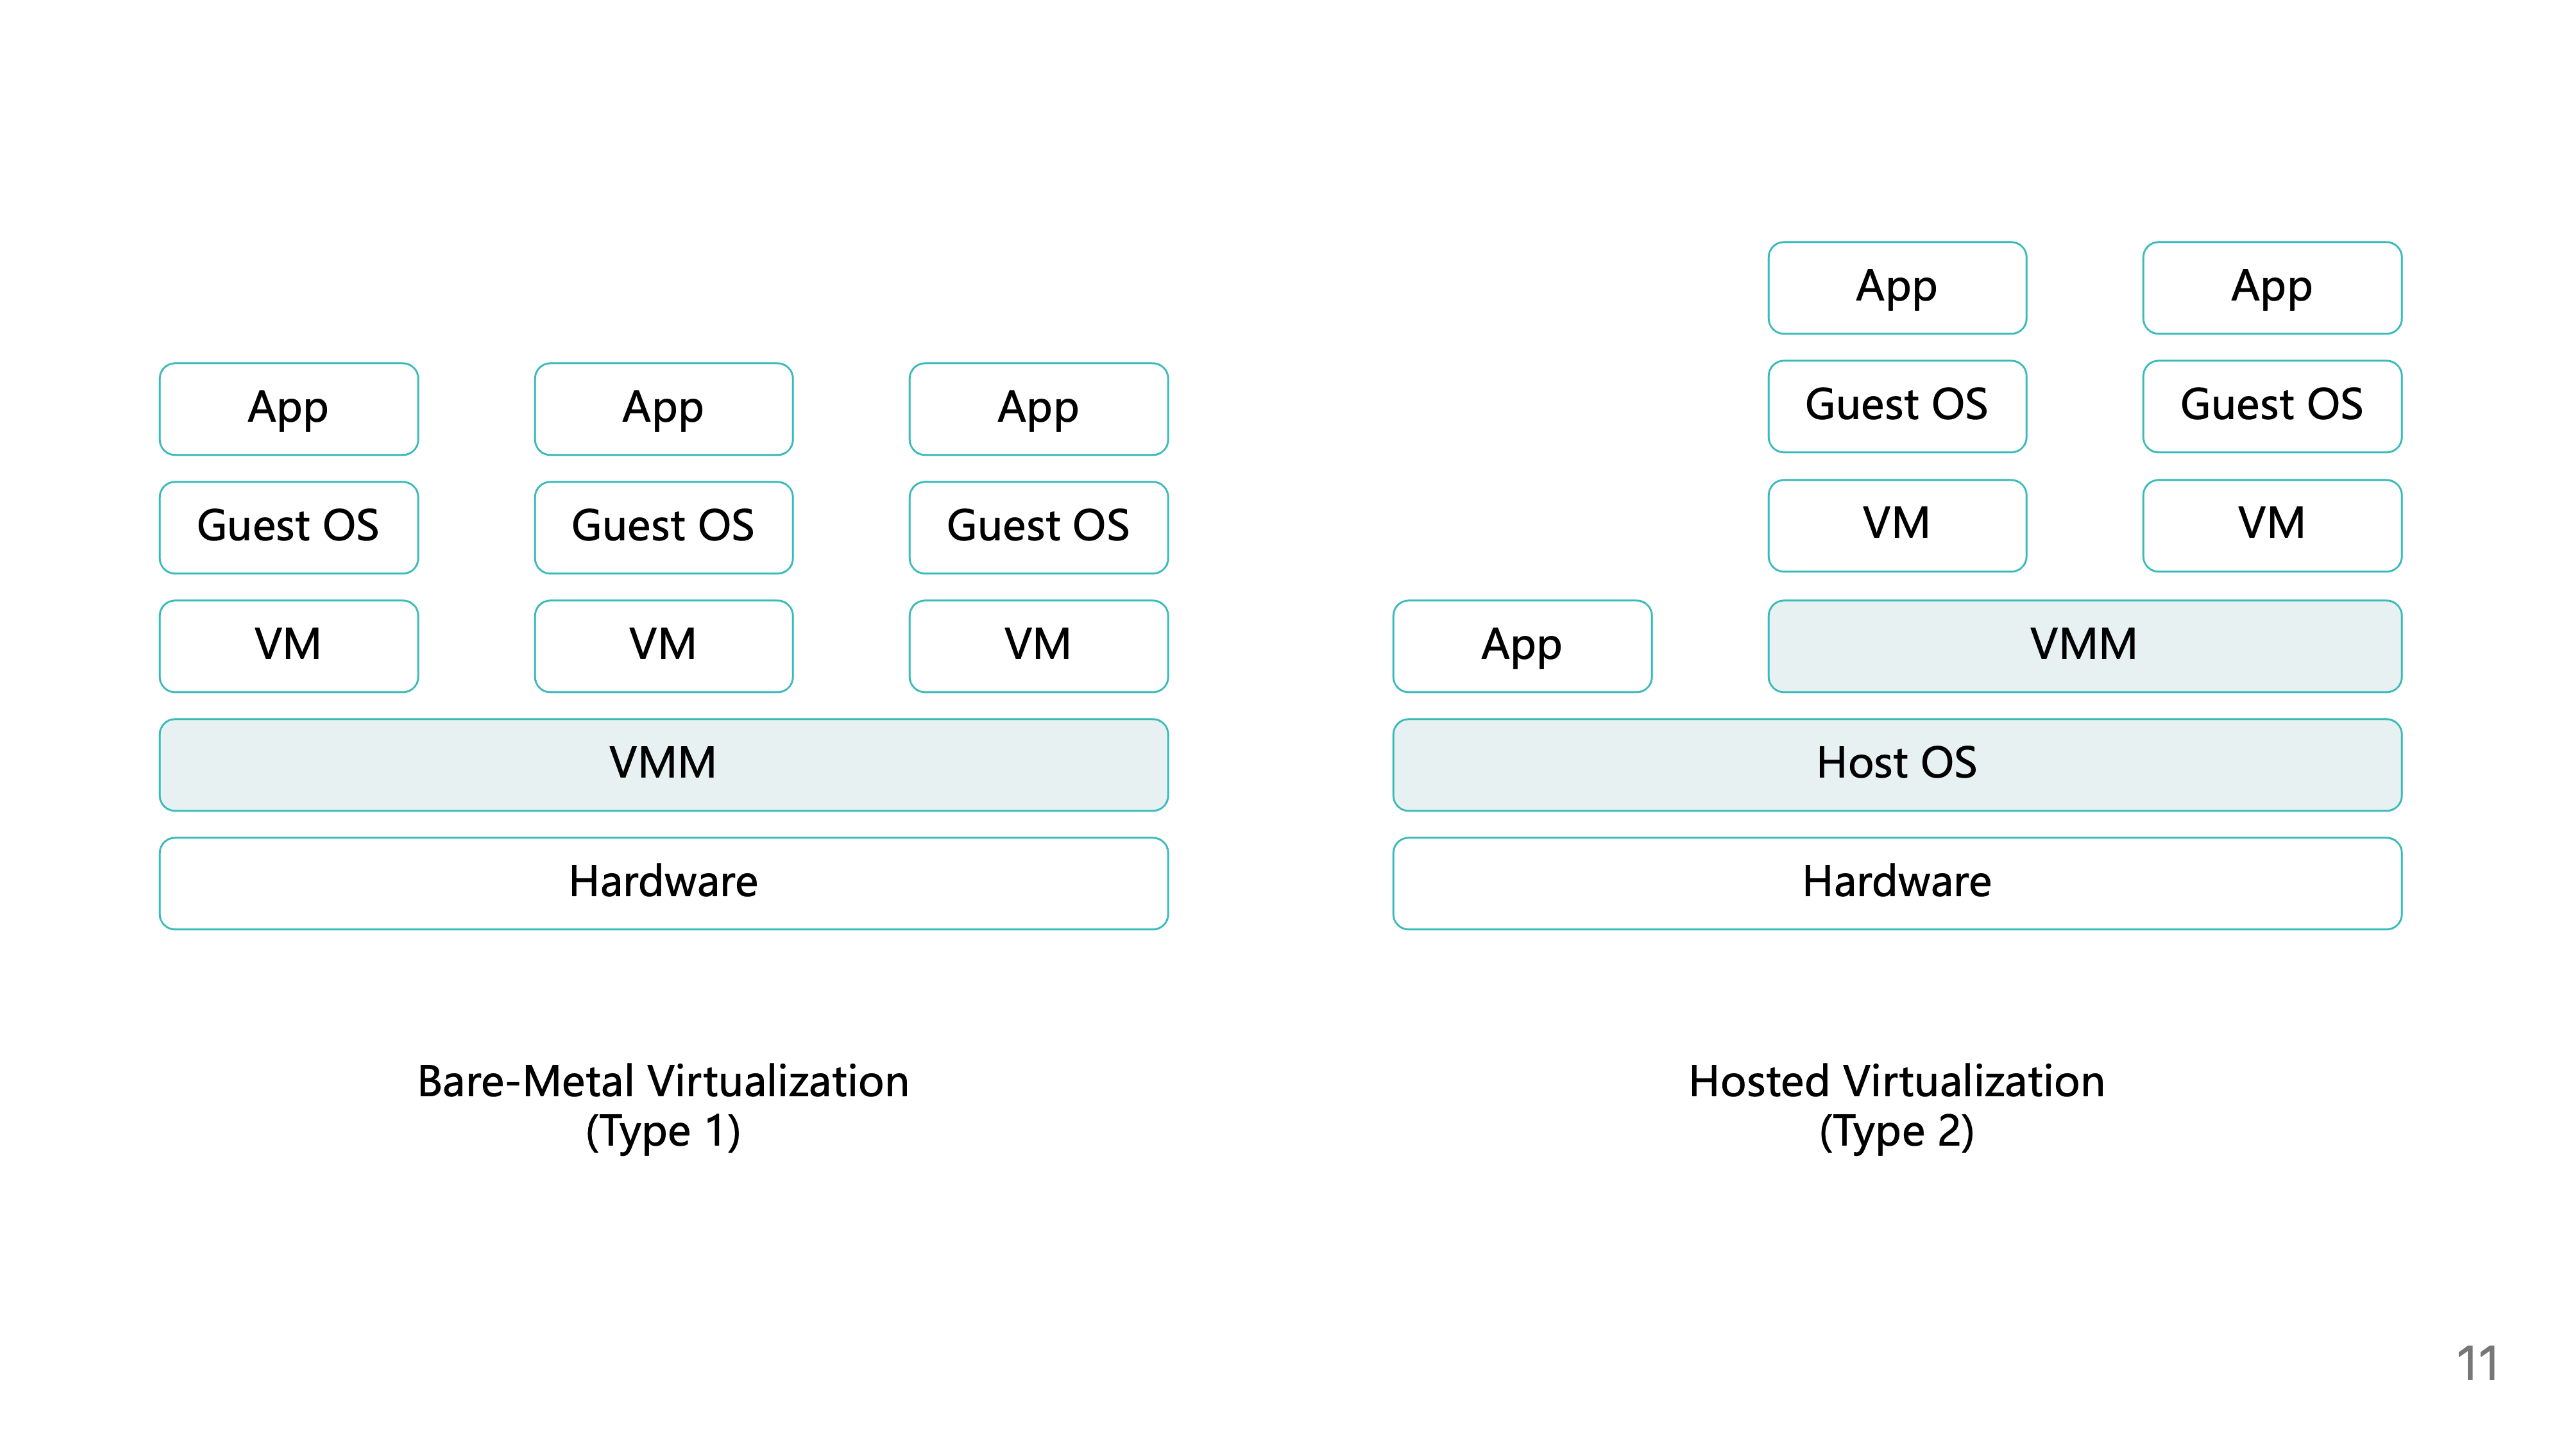 App
App
App
Guest OS
Guest OS
Guest OS
VM
VM
VM
VMM
Hardware
Bare-Metal Virtualization
(Type 1)
App
App
Guest OS
Guest OS
VM
VM
App
VMM
Host OS
Hardware
Hosted Virtualization
(Type 2)
11